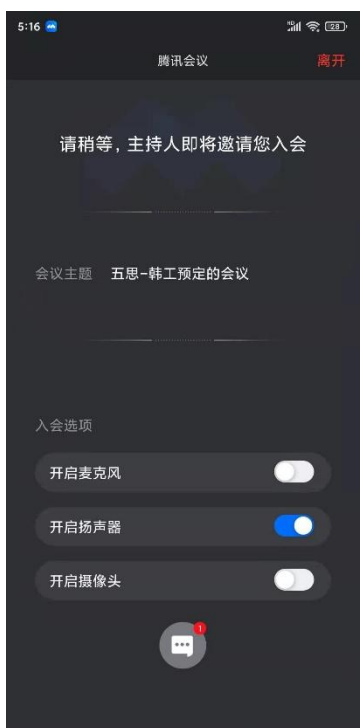 5:16
28
腾讯会议
离开
请稍等，主持人即将邀请您入会
会议主题 五思-韩工预定的会议
入会选项
开启麦克风
开启扬声器
开启摄像头
1